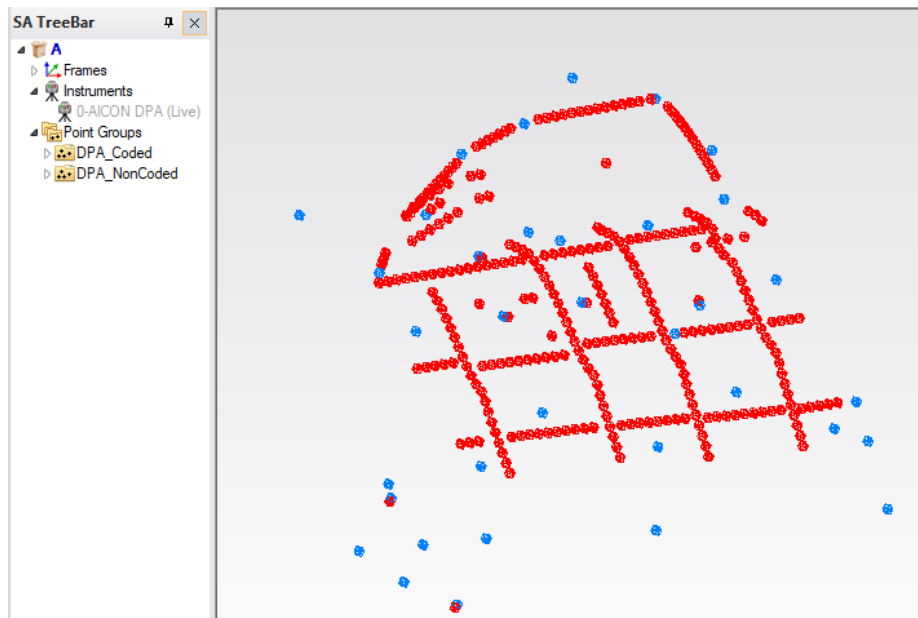 SA TreeBar
A
Frames
Instruments
0-AICON DPA (Live)
Point Groups
DPA_Coded
DPA_NonCoded